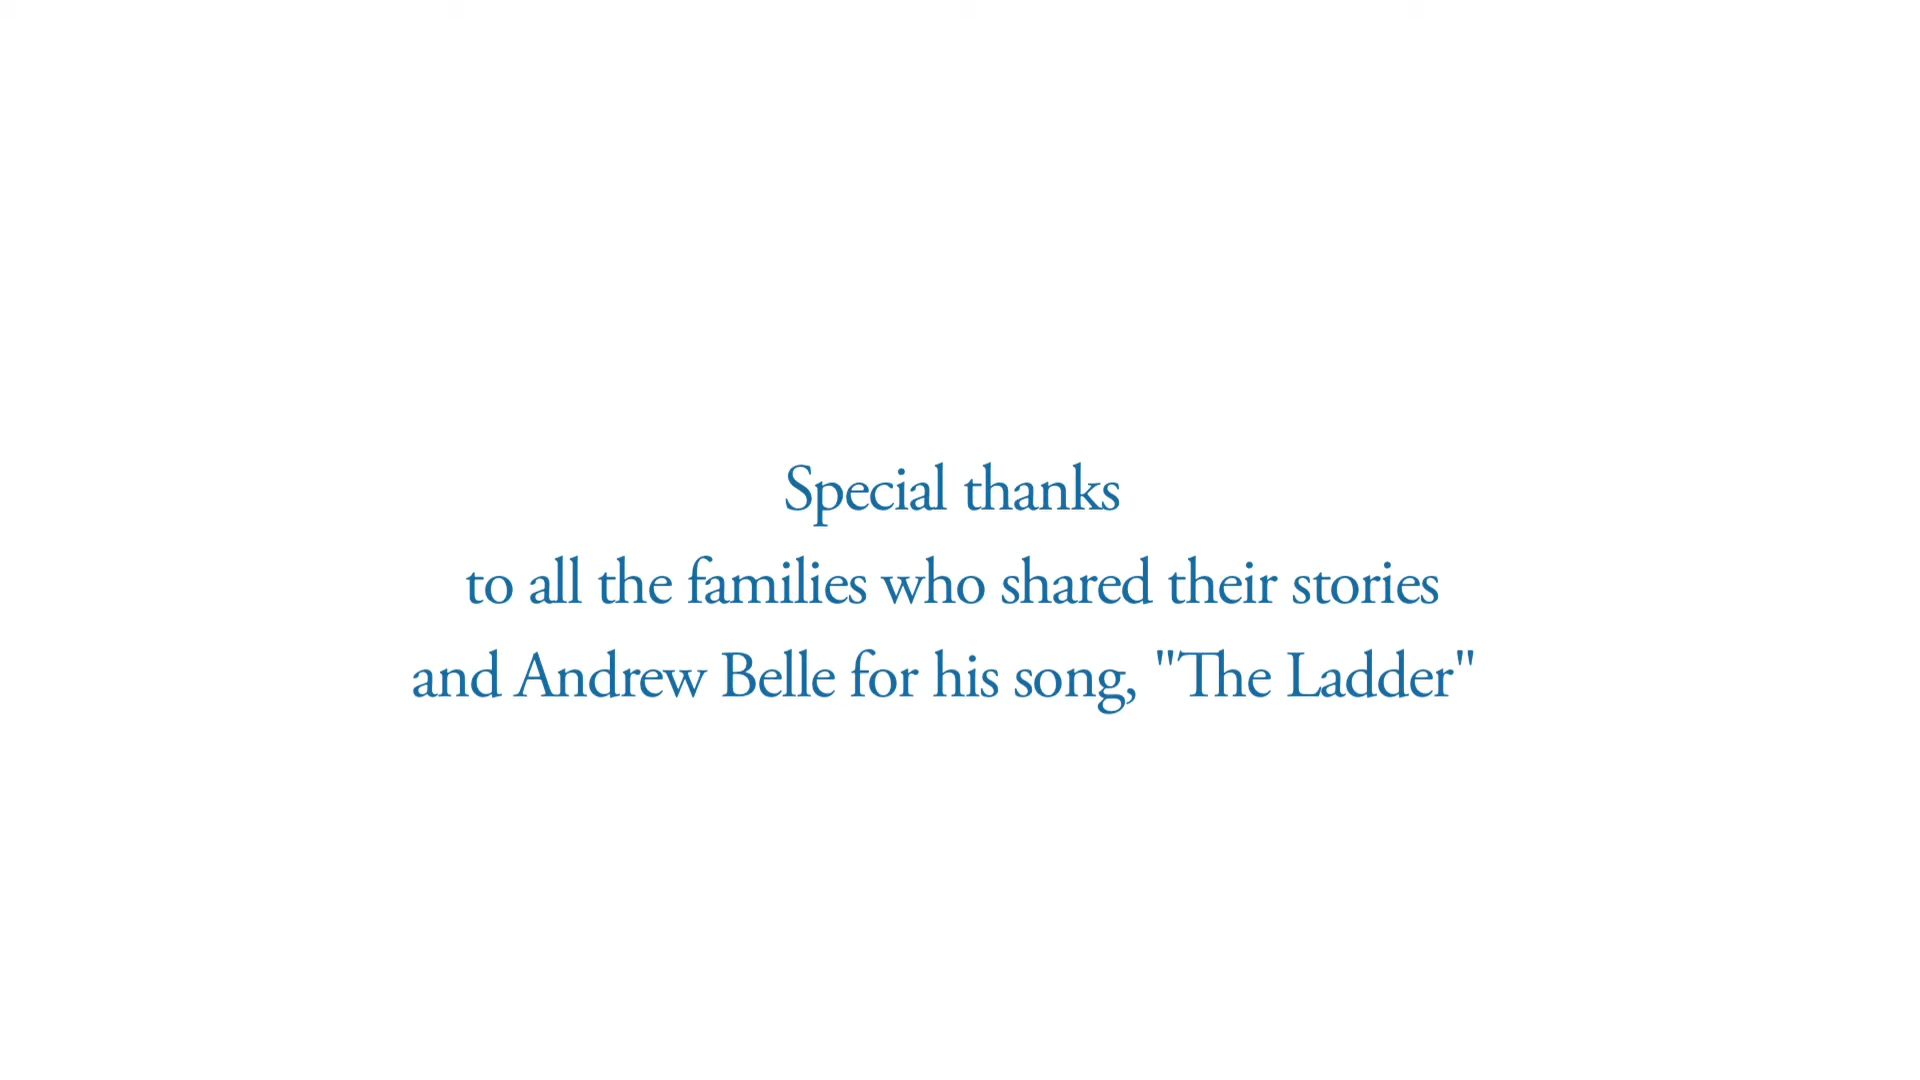 Special thanks
to all the families who shared their stories
and Andrew Belle for his song, "The Ladder"